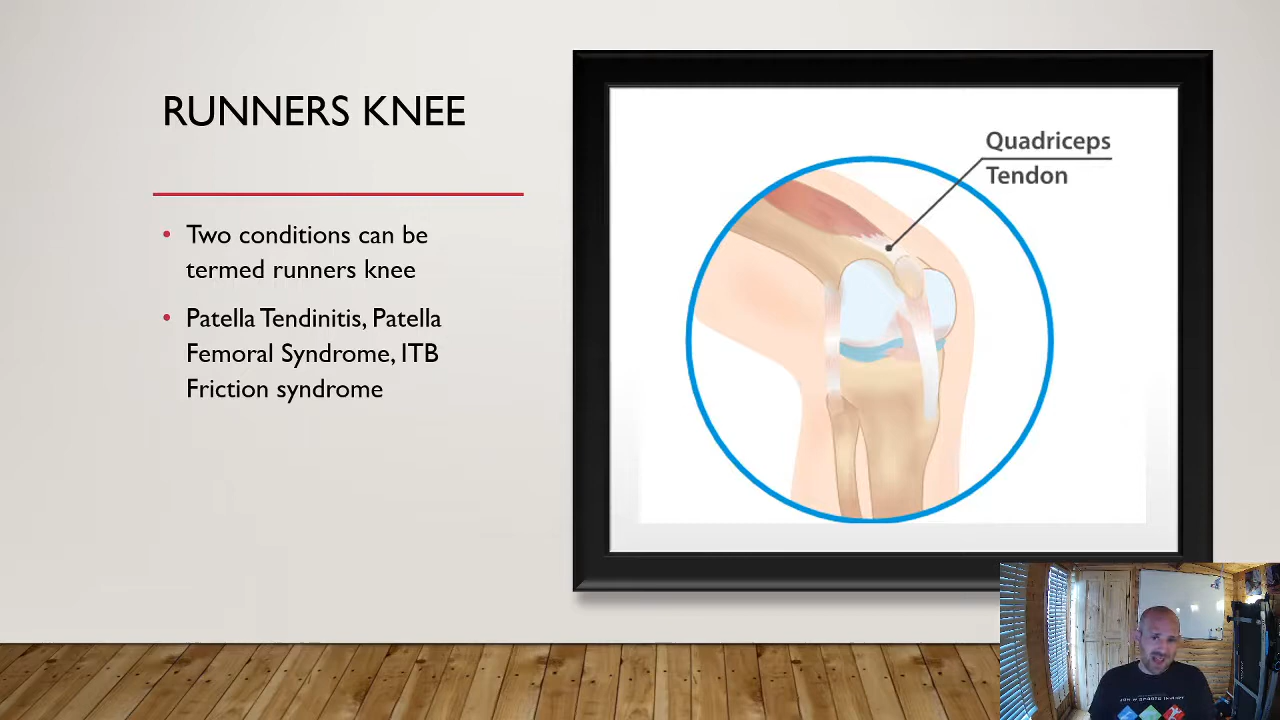 RUNNERS KNEE
Two conditions can be
termed runners knee
Patella Tendinitis, Patella
Femoral Syndrome, ITB
Friction syndrome
Quadriceps
Tendon